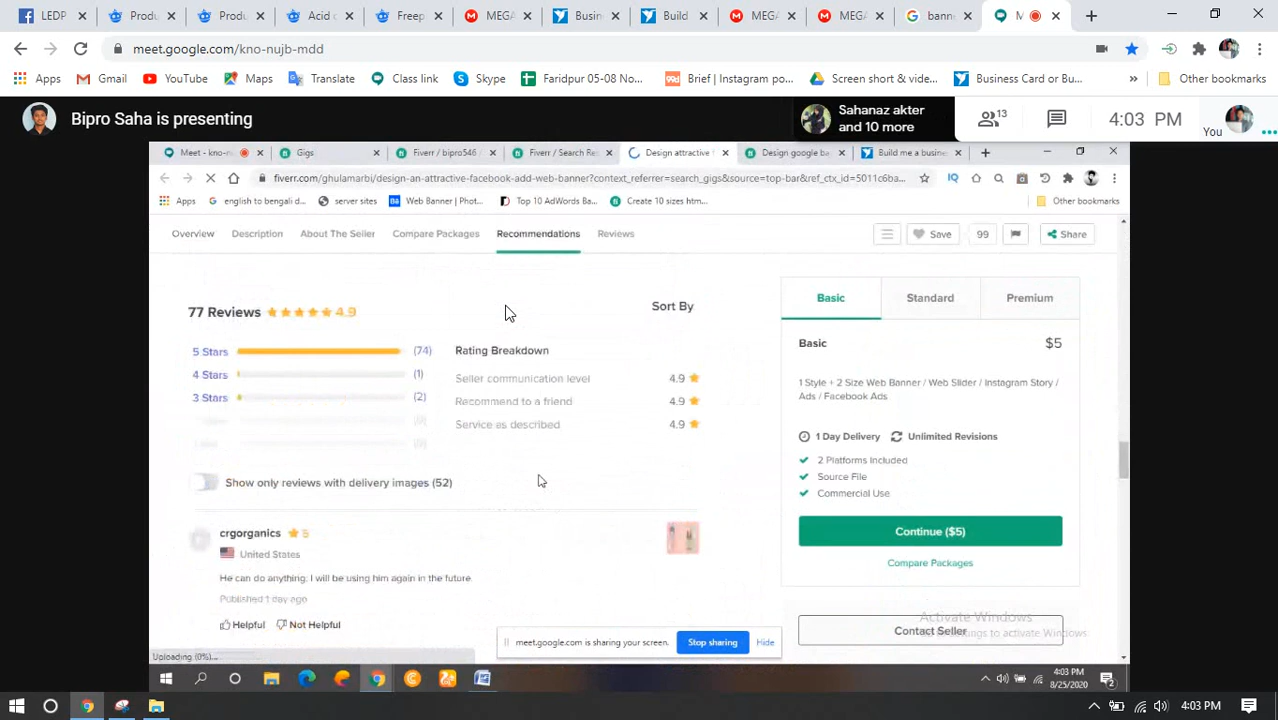 LEDP
Produ
Produ
Acid c
Freep
MEGA
Busin
Build
MEGA
MEGA
bann
M
meet.google.com/kno-nujb-mdd
Apps
Gmail
YouTube
Maps
Translate
Class link
Skype
Faridpur 05-08 No...
Brief | Instagram po...
Screen short & vide...
Business Card or Bu...
Other bookmarks
Bipro Saha is presenting
Sahanaz akter
and 10 more
13
4:03 PM
You
Meet - kno-n
Gigs
Fiverr / bipro546 /
Fiverr / Search Res
Design attractive
Design google ba
Build me a busine
fiverr.com/ghulamarbi/design-an-attractive-facebook-add-web-banner?context_referrer=search_gigs&source=top-bar&ref_ctx_id=5011c6ba...
Apps
english to bengali d...
server sites
Web Banner | Phot...
Top 10 AdWords Ba...
Create 10 sizes htm...
Other bookmarks
Overview
Description
About The Seller
Compare Packages
Recommendations
Reviews
Save
99
Share
77 Reviews 4.9
Sort By
5 Stars (74)
4 Stars (1)
3 Stars (2)
Rating Breakdown
Seller communication level 4.9
Recommend to a friend 4.9
Service as described 4.9
Show only reviews with delivery images (52)
crgorganics 5
United States
He can do anything. I will be using him again in the future.
Published 1 day ago
Helpful
Not Helpful
Basic
Standard
Premium
Basic $5
1 Style + 2 Size Web Banner / Web Slider / Instagram Story /
Ads / Facebook Ads
1 Day Delivery
Unlimited Revisions
2 Platforms Included
Source File
Commercial Use
Continue ($5)
Compare Packages
Activate Windows
Contact Seller
meet.google.com is sharing your screen.
Stop sharing
Hide
Uploading (0%)...
4:03 PM
8/25/2020
2
4:03 PM